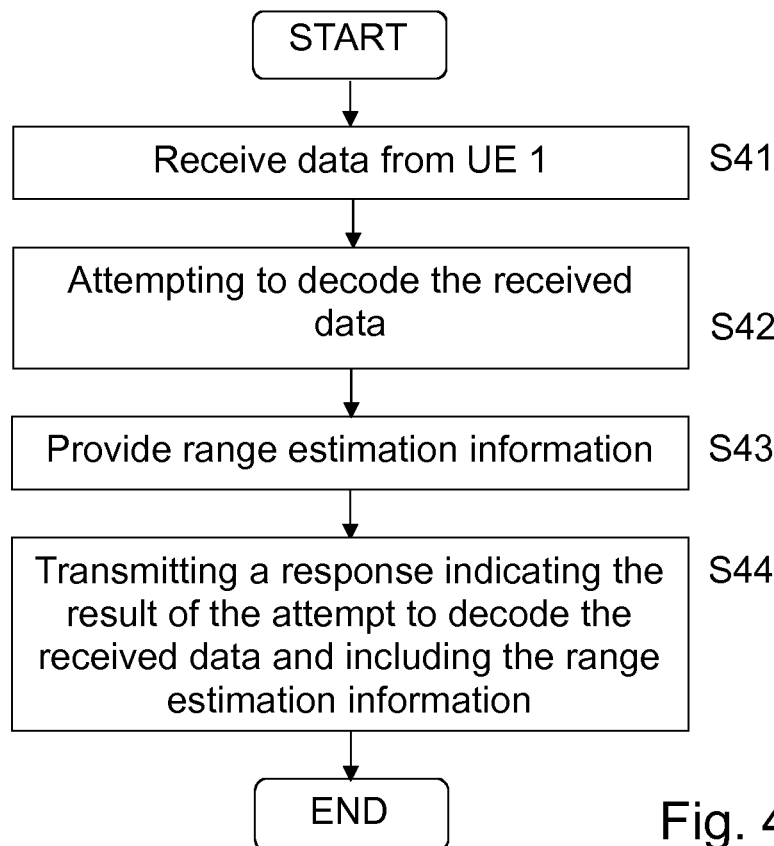 START
Receive data from UE 1
S41
Attempting to decode the received
data
S42
Provide range estimation information
S43
Transmitting a response indicating the
S44
result of the attempt to decode the
received data and including the range
estimation information
END
Fig. 4